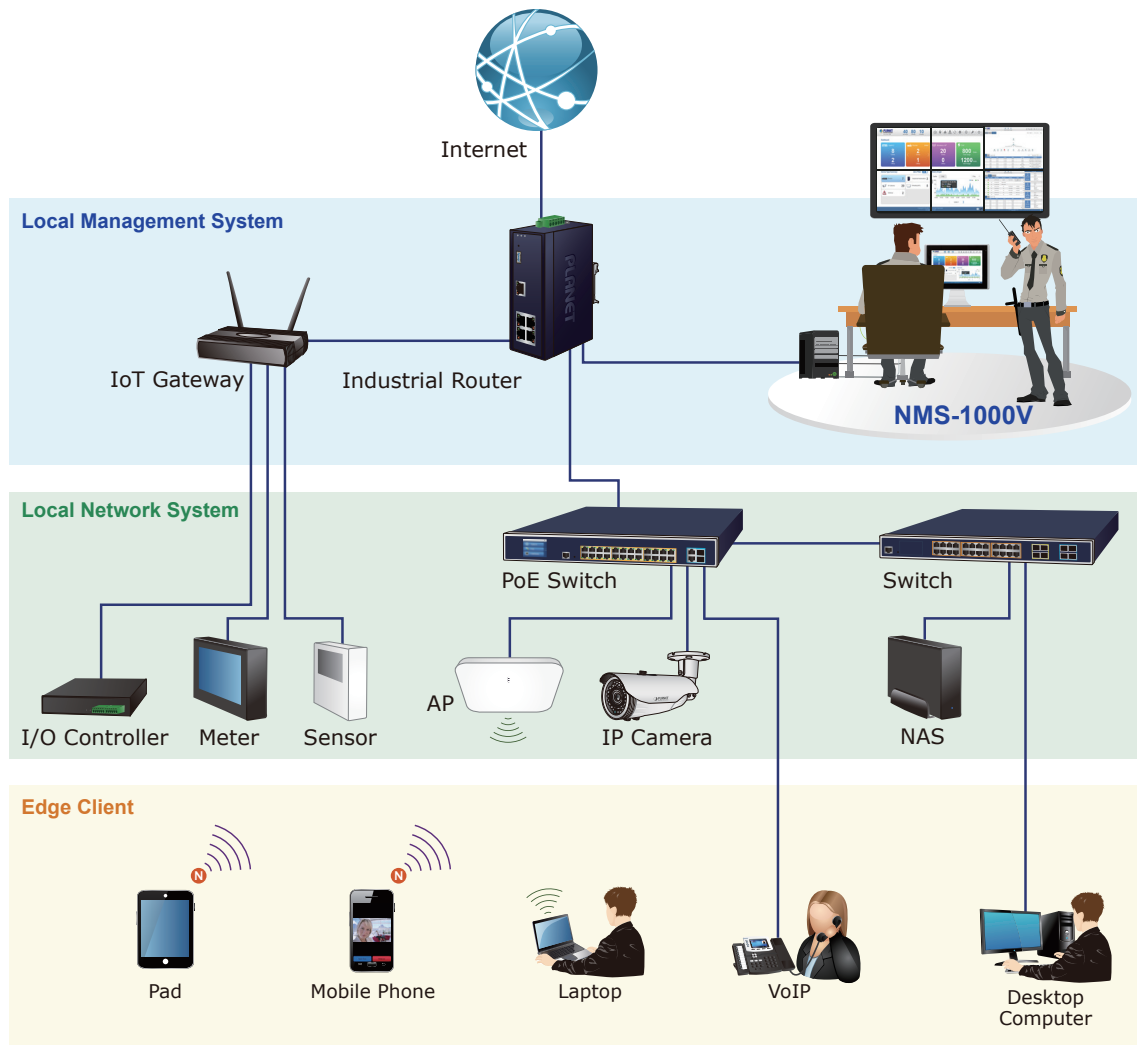 Internet
Local Management System
PLANET
IoT Gateway
Industrial Router
NMS-1000V
Local Network System
PoE Switch
Switch
AP
I/O Controller
Meter
Sensor
IP Camera
NAS
Edge Client
N
N
Pad
Mobile Phone
Laptop
VoIP
Desktop
Computer